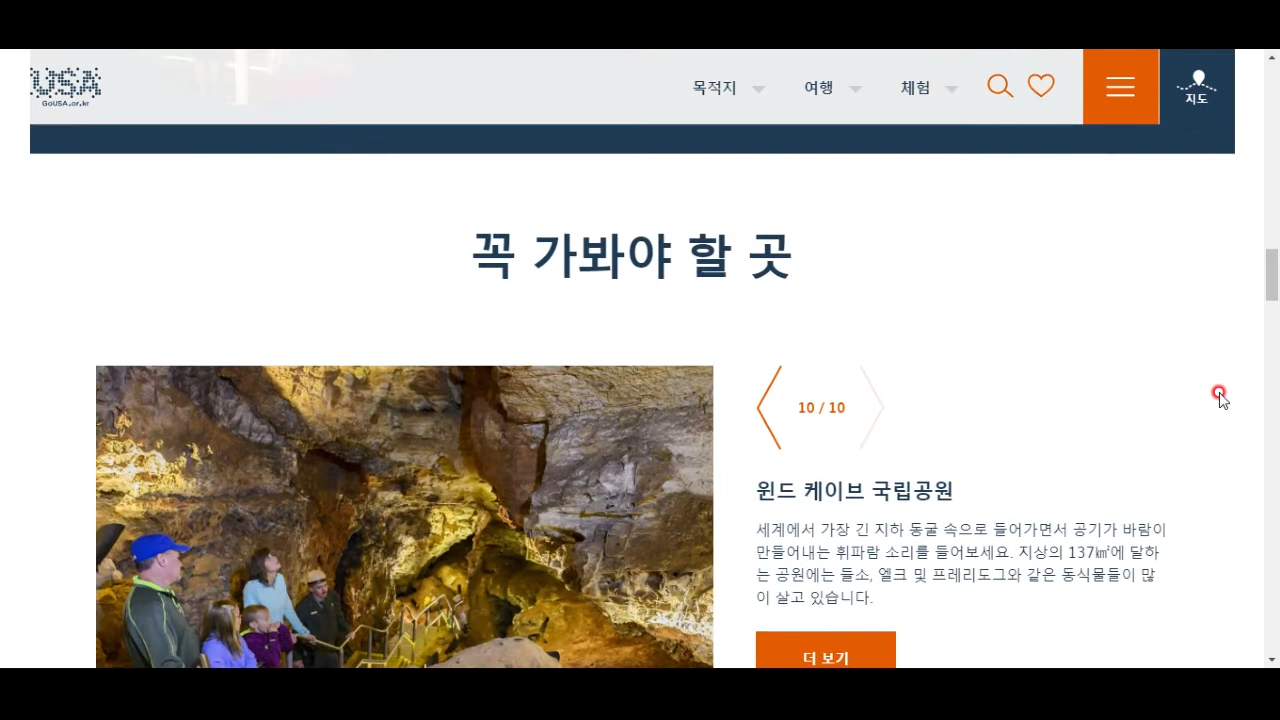 USA
GoUSA.or.kr
목적지
여행
체험
지도
꼭 가봐야 할 곳
10 / 10
윈드 케이브 국립공원
세계에서 가장 긴 지하 동굴 속으로 들어가면서 공기가 바람이
만들어내는 휘파람 소리를 들어보세요. 지상의 137㎢에 달하
는 공원에는 들소, 엘크 및 프레리도그와 같은 동식물들이 많
이 살고 있습니다.
더 보기